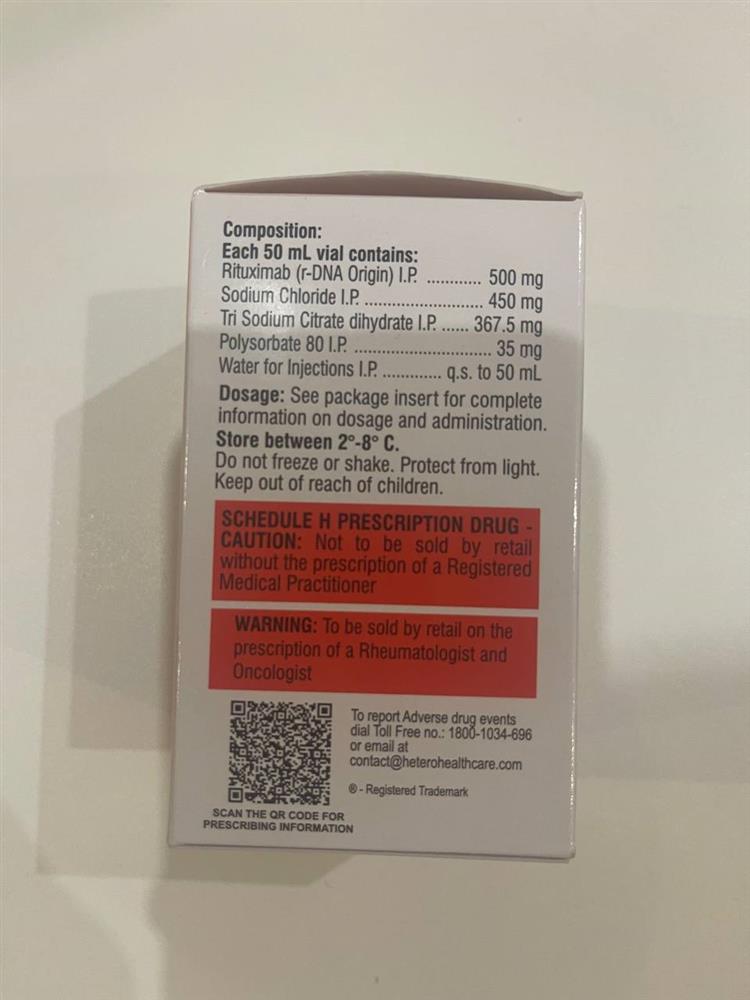 Composition:
Each 50 mL vial contains:
Rituximab (r-DNA Origin) I.P. ............ 500 mg
Sodium Chloride I.P. ......................... 450 mg
Tri Sodium Citrate dihydrate I.P. ...... 367.5 mg
Polysorbate 80 I.P. ............................. 35 mg
Water for Injections I.P. ............. q.s. to 50 mL
Dosage: See package insert for complete
information on dosage and administration.
Store between 2°-8° C.
Do not freeze or shake. Protect from light.
Keep out of reach of children.
SCHEDULE H PRESCRIPTION DRUG -
CAUTION: Not to be sold by retail
without the prescription of a Registered
Medical Practitioner
WARNING: To be sold by retail on the
prescription of a Rheumatologist and
Oncologist
To report Adverse drug events
dial Toll Free no.: 1800-1034-696
or email at
contact@heterohealthcare.com
® - Registered Trademark
SCAN THE QR CODE FOR
PRESCRIBING INFORMATION